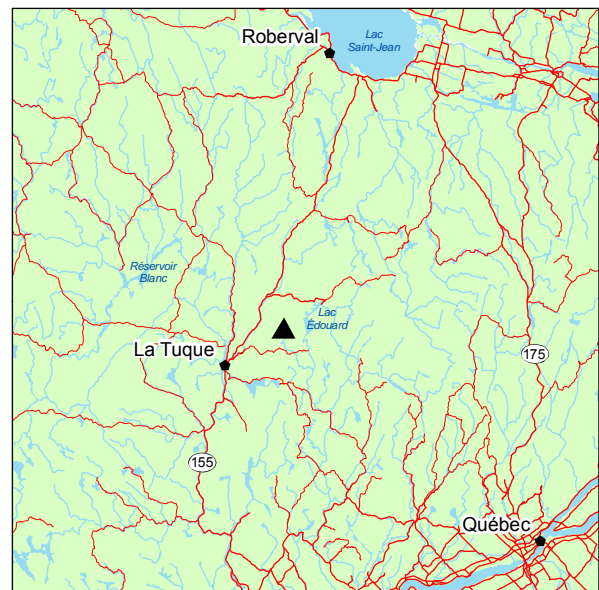 Roberval
Lac
Saint-Jean
Réservoir
Blanc
Lac
Édouard
La Tuque
175
155
Québec